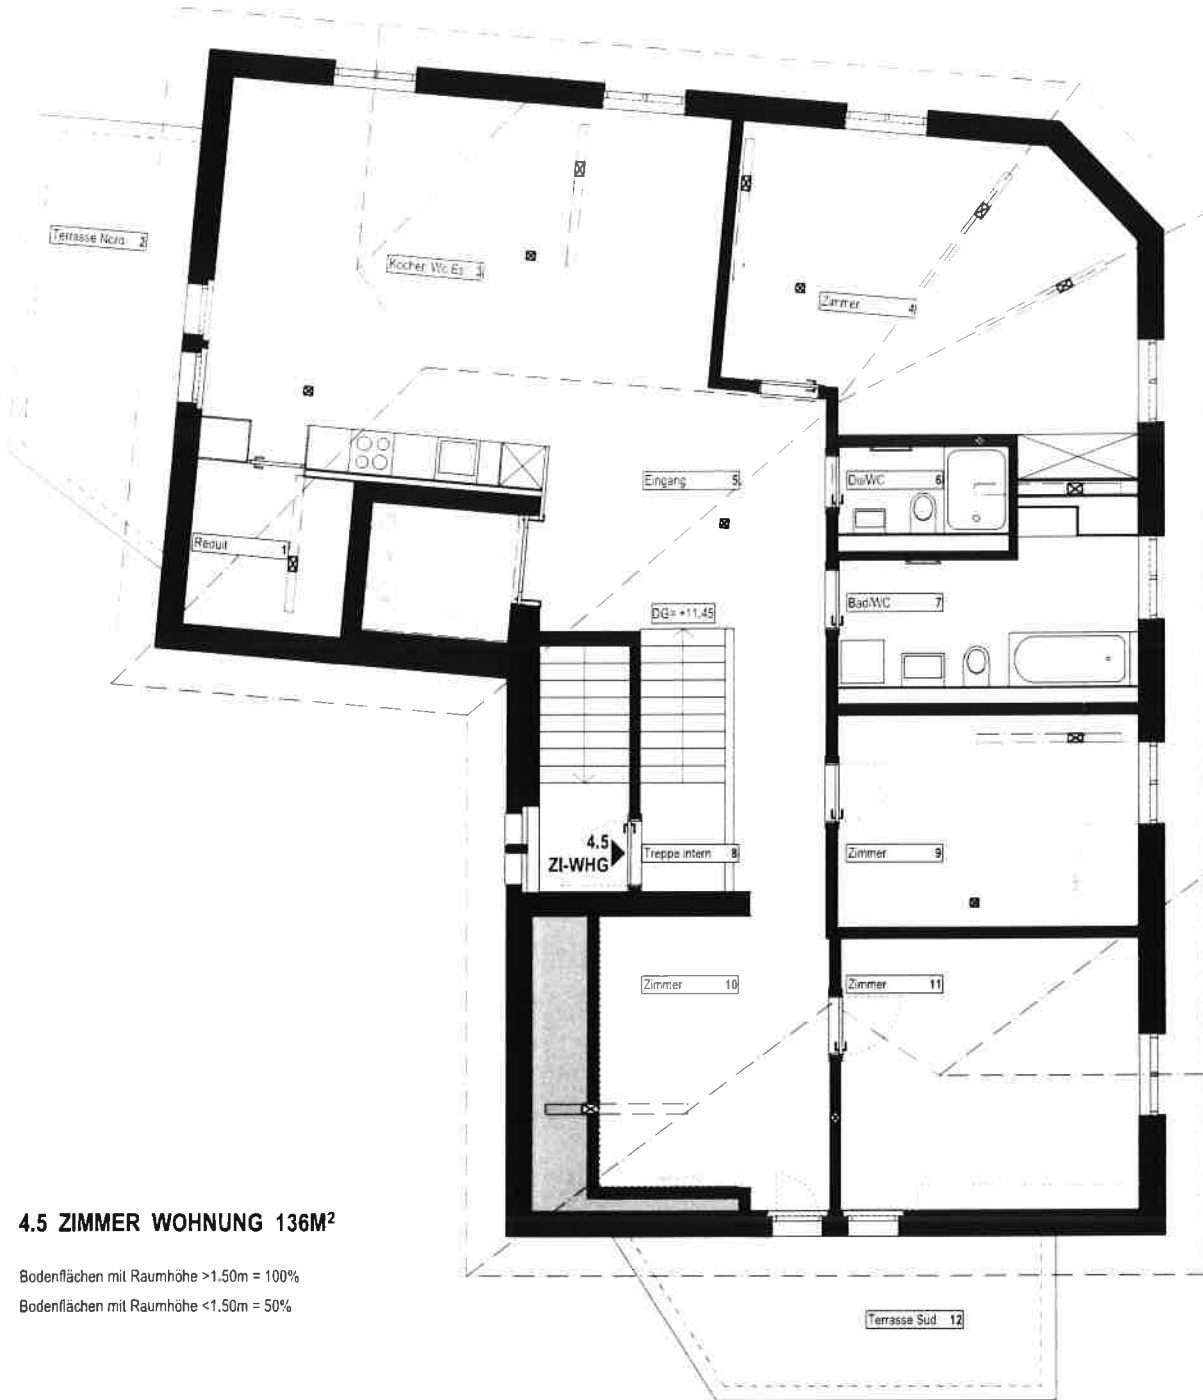 Terrasse Nord 2
Kochen Wo Es 3
Zimmer 4
Eingang 5
Du/WC 6
Reduit 1
DG= +11.45
Bad/WC 7
4.5
ZI-WHG
Treppe intern 8
Zimmer 9
Zimmer 10
Zimmer 11
4.5 ZIMMER WOHNUNG 136M²
Bodenflächen mit Raumhöhe >1.50m = 100%
Bodenflächen mit Raumhöhe <1.50m = 50%
Terrasse Süd 12